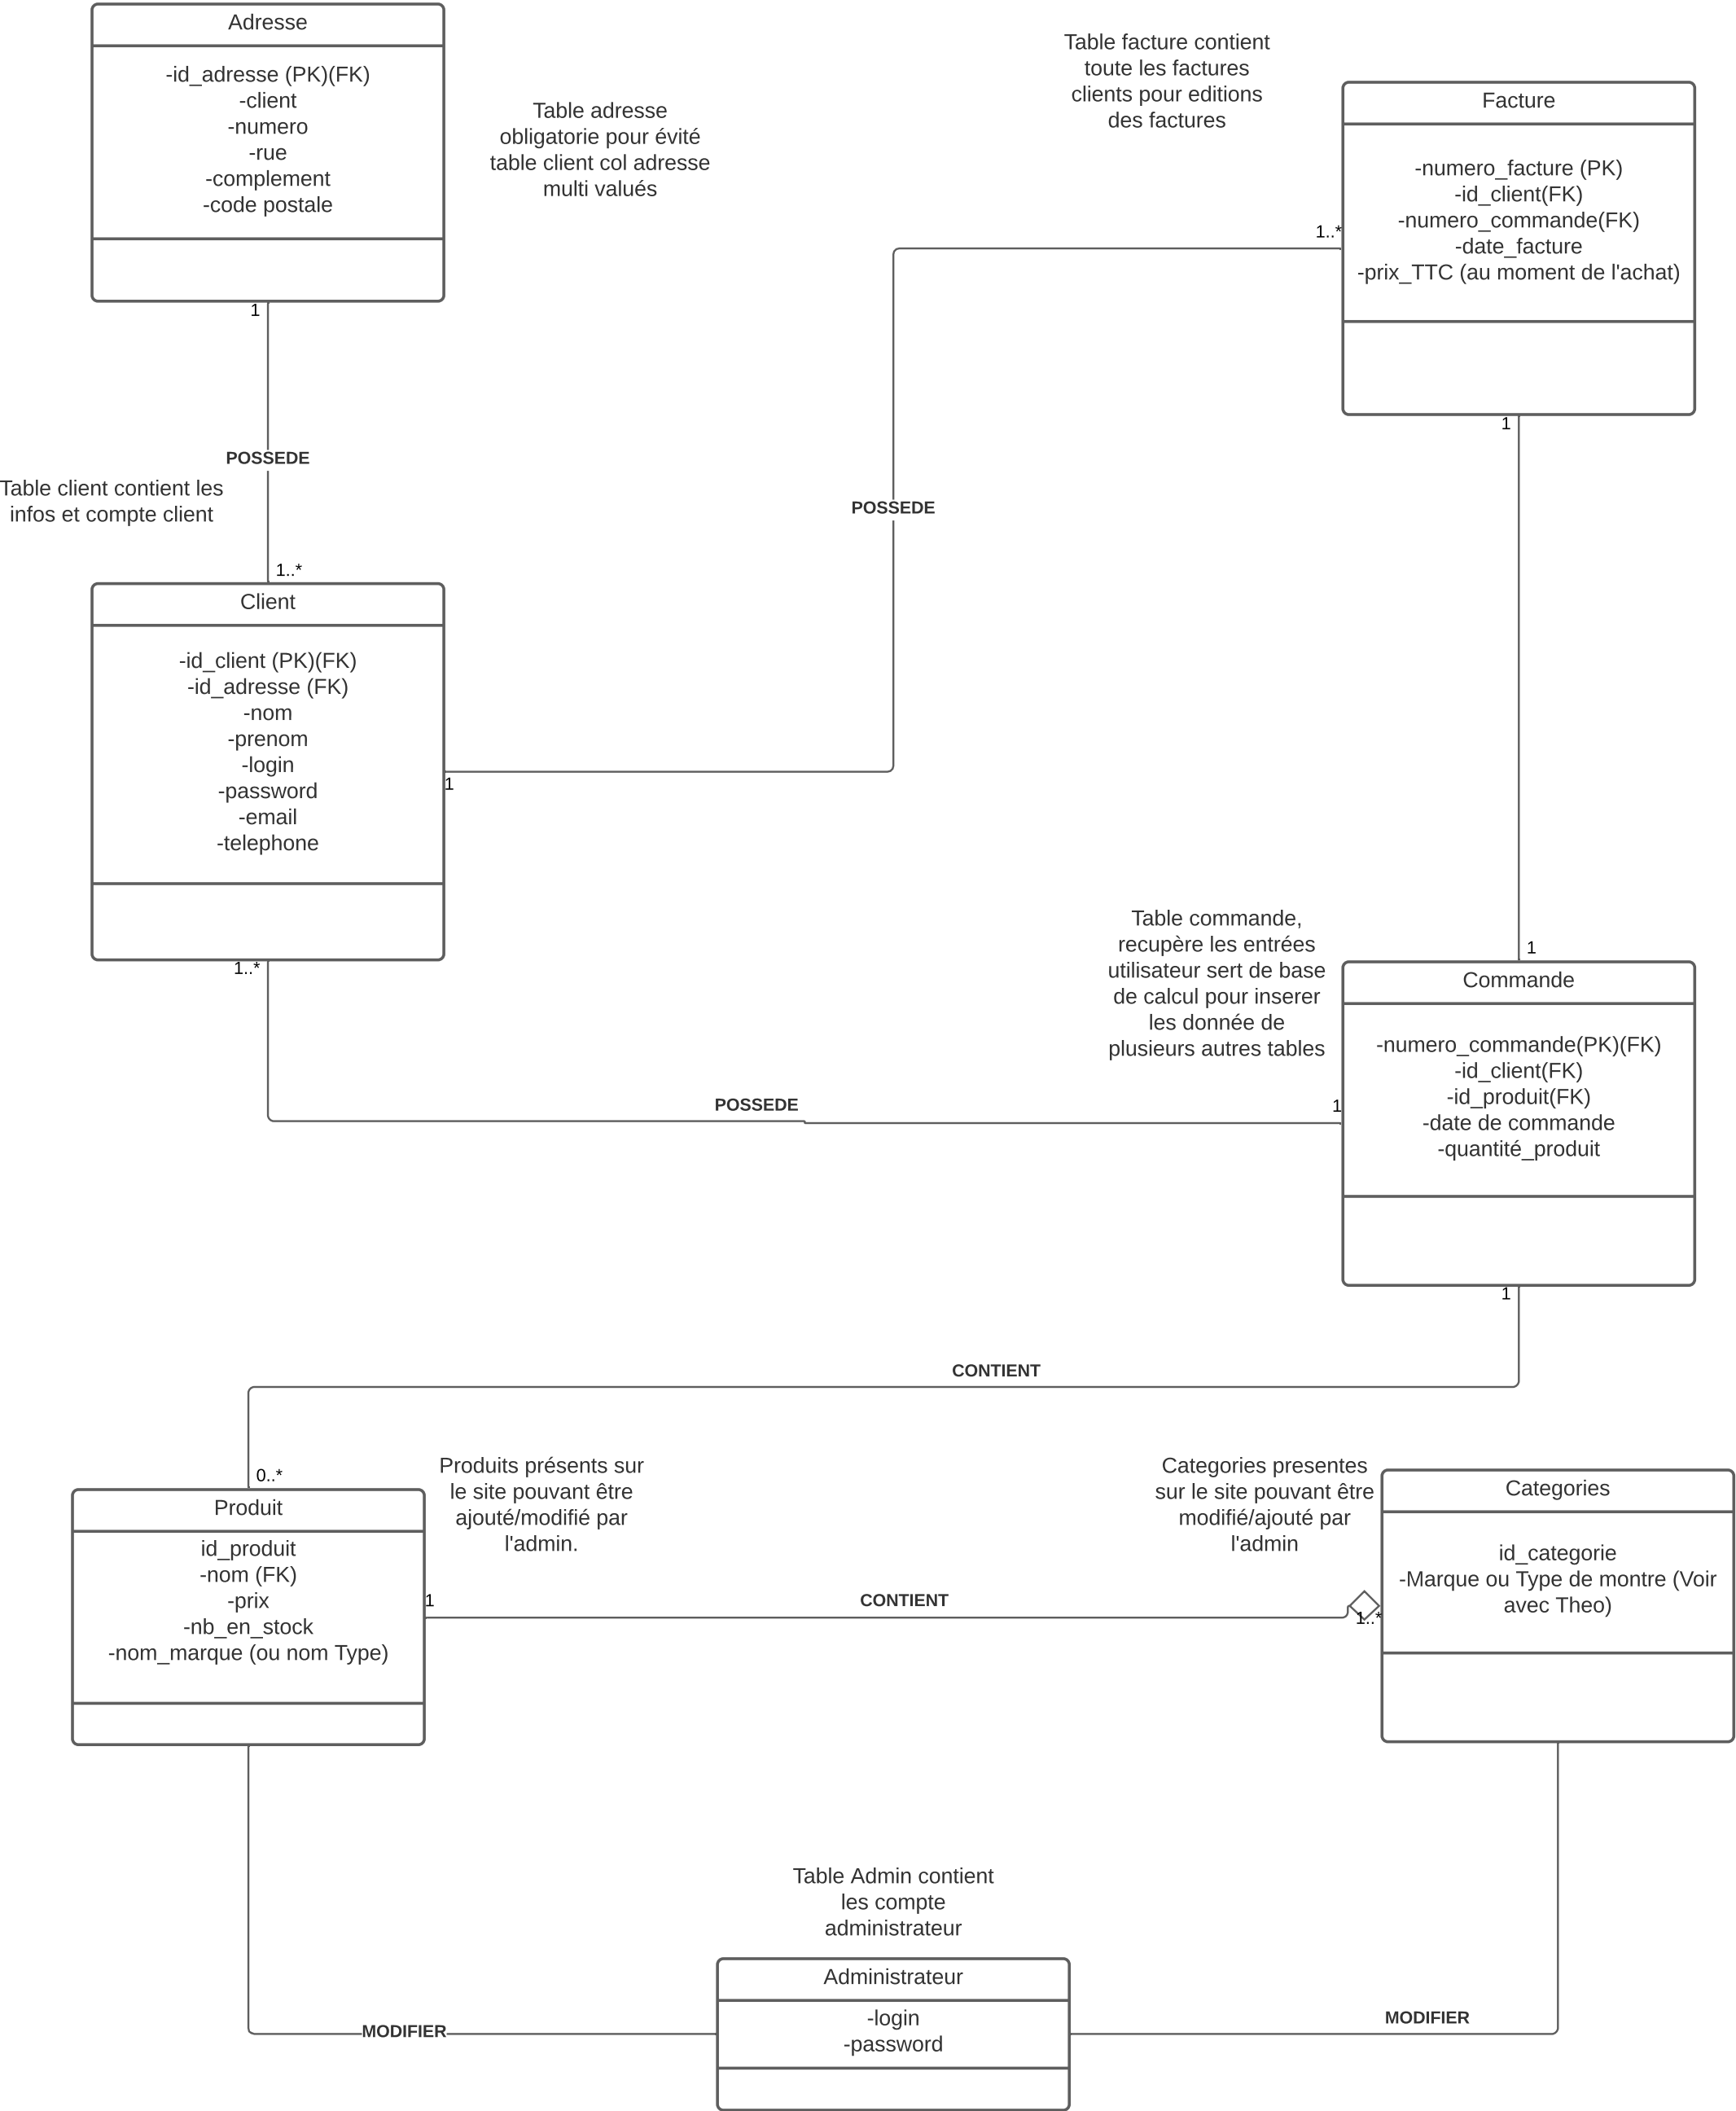 Adresse
-id_adresse (PK)(FK)
-client
-numero
-rue
-complement
-code postale
Table adresse
obligatorie pour évité
table client col adresse
multi valués
Table facture contient
toute les factures
clients pour editions
des factures
Facture
-numero_facture (PK)
-id_client(FK)
-numero_commande(FK)
-date_facture
-prix_TTC (au moment de l'achat)
1..*
1
1
POSSEDE
POSSEDE
Table client contient les
infos et compte client
1..*
Client
-id_client (PK)(FK)
-id_adresse (FK)
-nom
-prenom
-login
-password
-email
-telephone
1
1..*
Table commande,
recupère les entrées
utilisateur sert de base
de calcul pour inserer
les donnée de
plusieurs autres tables
1
Commande
-numero_commande(PK)(FK)
-id_client(FK)
-id_produit(FK)
-date de commande
-quantité_produit
POSSEDE
1
1
CONTIENT
0..*
Produit
id_produit
-nom (FK)
-prix
-nb_en_stock
-nom_marque (ou nom Type)
Produits présents sur
le site pouvant être
ajouté/modifié par
l'admin.
1
CONTIENT
Categories presentes
sur le site pouvant être
modifié/ajouté par
l'admin
1..*
Categories
id_categorie
-Marque ou Type de montre (Voir
avec Theo)
Table Admin contient
les compte
administrateur
Administrateur
-login
-password
MODIFIER
MODIFIER